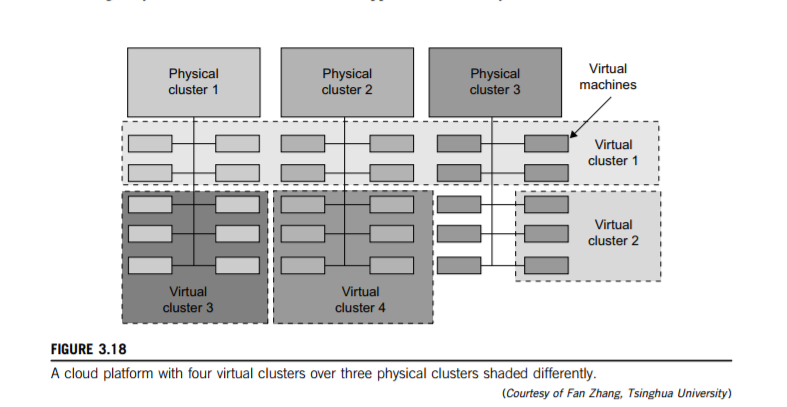 Physical
cluster 1
Physical
cluster 2
Physical
cluster 3
Virtual
machines
Virtual
cluster 1
Virtual
cluster 2
Virtual
cluster 3
Virtual
cluster 4
FIGURE 3.18
A cloud platform with four virtual clusters over three physical clusters shaded differently.
(Courtesy of Fan Zhang, Tsinghua University)